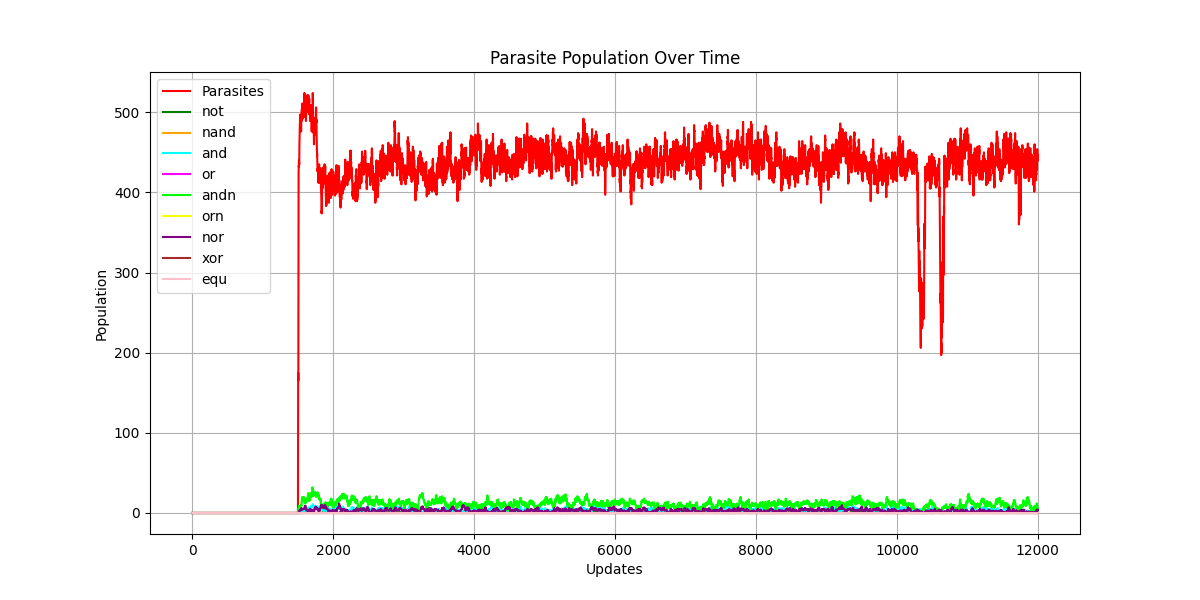 Parasite Population Over Time
Population
500
400
300
200
100
0
Parasites
not
nand
and
or
andn
orn
nor
xor
equ
0 2000 4000 6000 8000 10000 12000
Updates